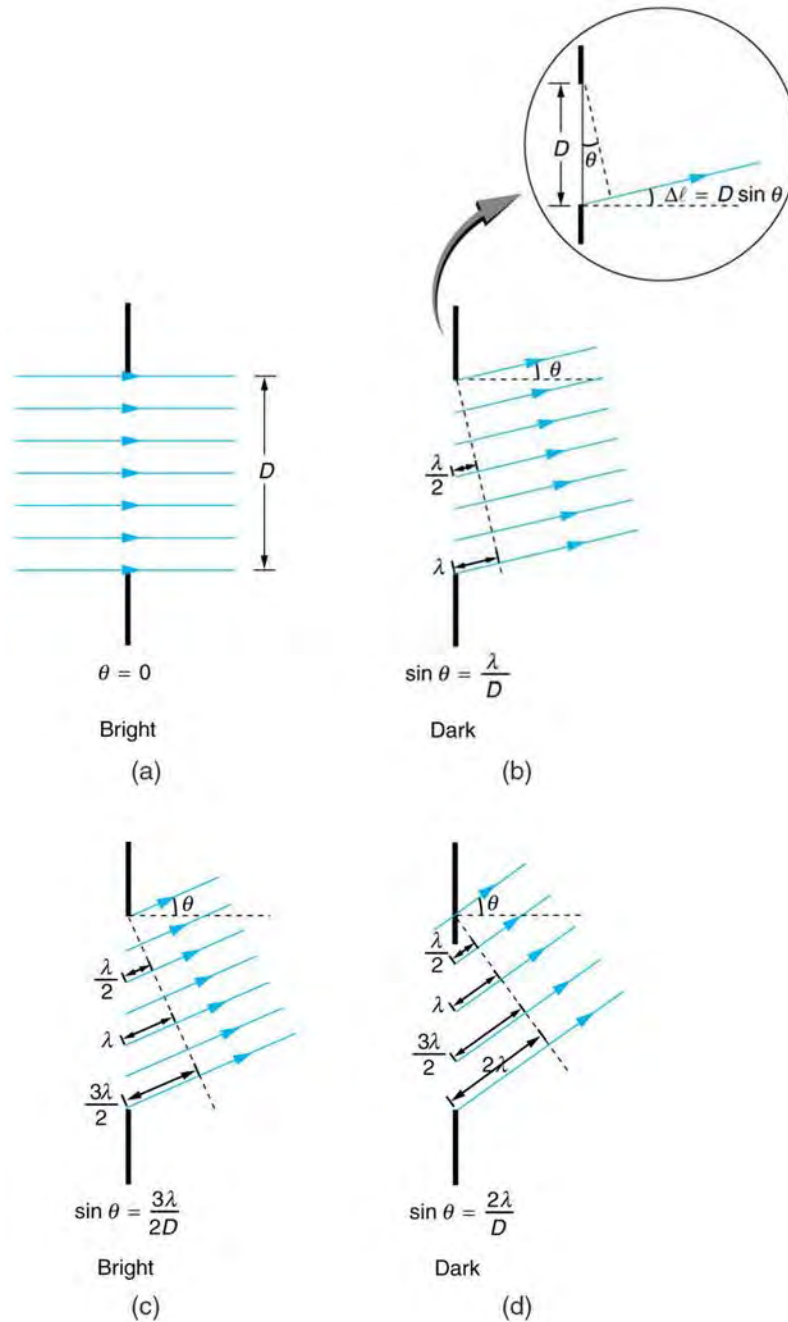 D
θ
Δℓ = D sin θ
D
θ
λ/2
λ
θ = 0
sin θ = λ/D
Bright
Dark
(a)
(b)
θ
λ/2
λ
3λ/2
sin θ = 3λ/2D
Bright
(c)
θ
λ/2
λ
3λ/2
2λ
sin θ = 2λ/D
Dark
(d)